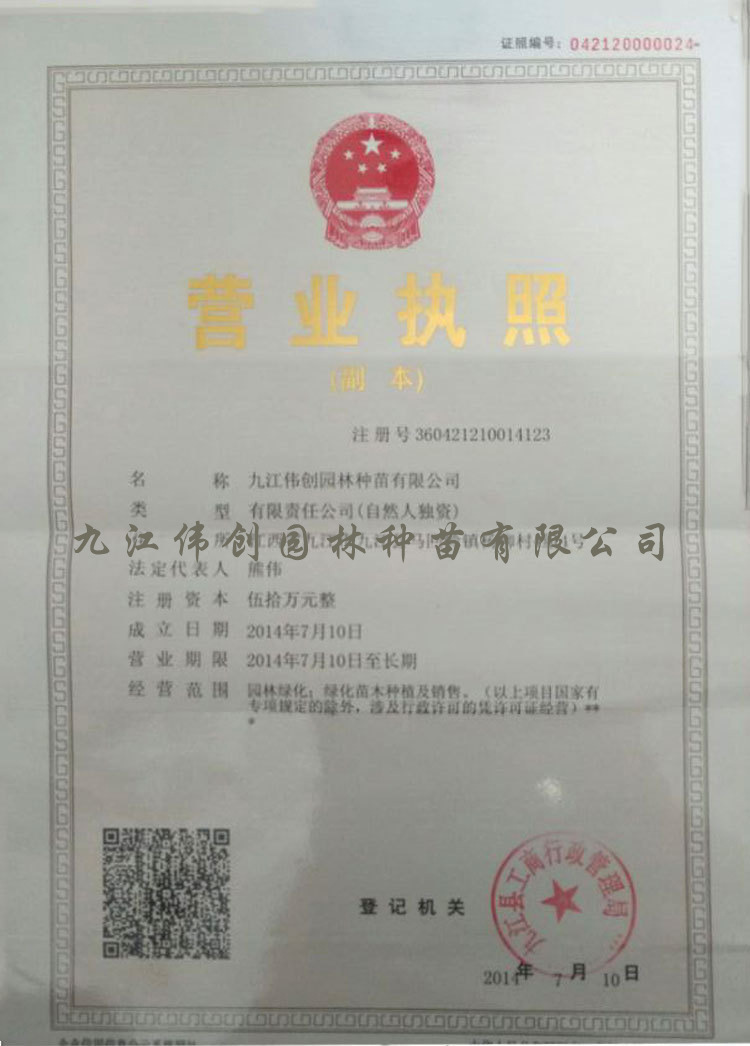 证照编号：042120000024-
营业执照
(副 本)
注 册 号 360421210014123
名 称 九江伟创园林种苗有限公司
类 型 有限责任公司(自然人独资)
九江伟创园林种苗有限公司
法定代表人 熊伟
注 册 资 本 伍拾万元整
成 立 日 期 2014年7月10日
营 业 期 限 2014年7月10日至长期
经 营 范 围 园林绿化；绿化苗木种植及销售。（以上项目国家有
专项规定的除外，涉及行政许可的凭许可证经营）**
*
九江县工商行政管理局
登 记 机 关
2014年 7月 10日